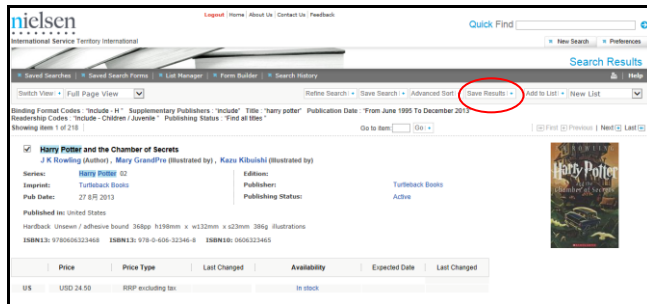 nielsen
Logout | Home | About Us | Contact Us | Feedback
Quick Find
International Service Territory International
New Search
Preferences
Search Results
Saved Searches | Saved Search Forms | List Manager | Form Builder | Search History
Help
Switch View Full Page View
Refine Search Save Search Advanced Sort Save Results Add to List New List
Binding Format Codes : "Include - H " Supplementary Publishers : "include" Title : "harry potter" Publication Date : "From June 1995 To December 2013"
Readership Codes : "Include - Children / Juvenile " Publishing Status : "Find all titles "
Showing item 1 of 218
Go to item: Go
First Previous | Next Last
Harry Potter and the Chamber of Secrets
J K Rowling (Author) , Mary GrandPre (Illustrated by) , Kazu Kibuishi (Illustrated by)
Series: Harry Potter 02 Edition:
Imprint: Turtleback Books Publisher: Turtleback Books
Pub Date: 27 8月 2013 Publishing Status: Active
Published in: United States
Hardback Unsewn / adhesive bound 368pp h198mm x w132mm x s23mm 386g illustrations
ISBN13: 9780606323468 ISBN13: 978-0-606-32346-8 ISBN10: 0606323465
Harry Potter
CHAMBER OF SECRETS
Price Price Type Last Changed Availability Expected Date Last Changed
US USD 24.50 RRP excluding tax In stock